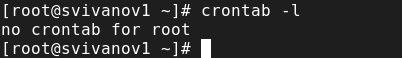 [root@svivanov1 ~]# crontab -l
no crontab for root
[root@svivanov1 ~]#